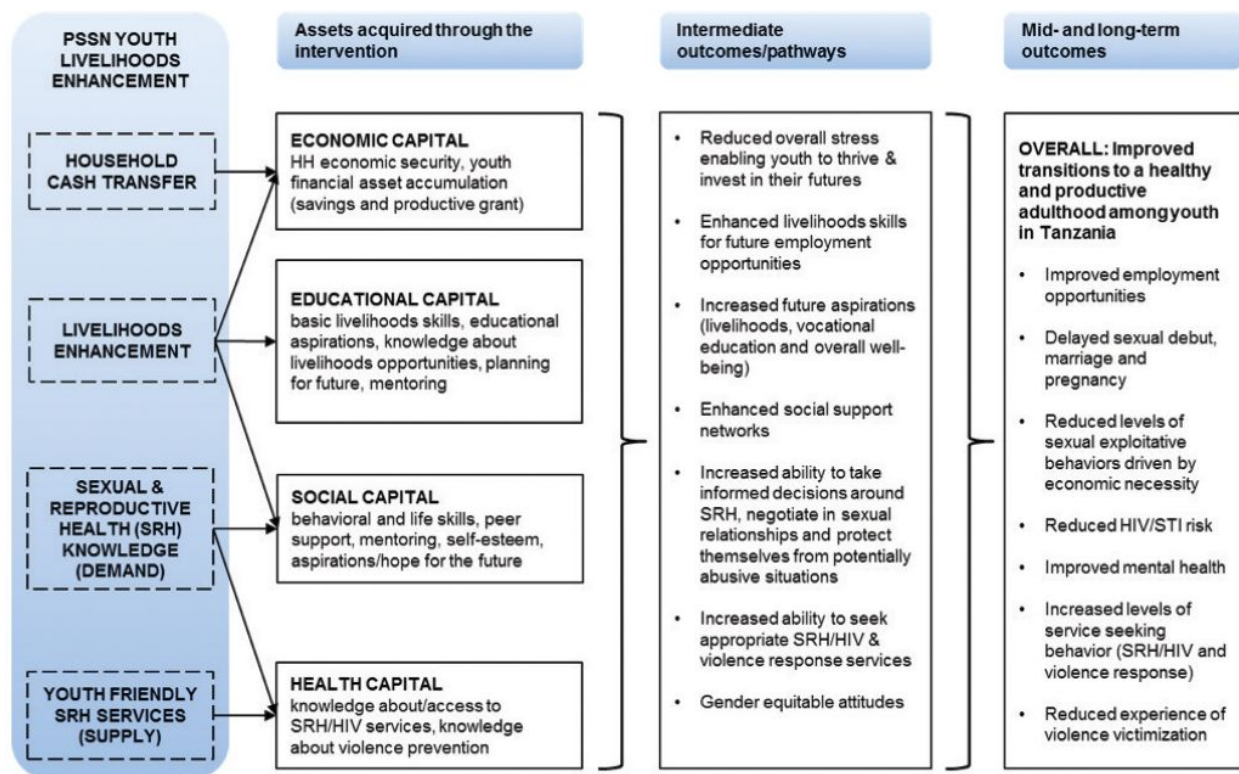 PSSN YOUTH
LIVELIHOODS
ENHANCEMENT
HOUSEHOLD
CASH TRANSFER
LIVELIHOODS
ENHANCEMENT
SEXUAL &
REPRODUCTIVE
HEALTH (SRH)
KNOWLEDGE
(DEMAND)
YOUTH FRIENDLY
SRH SERVICES
(SUPPLY)
Assets acquired through the
intervention
ECONOMIC CAPITAL
HH economic security, youth
financial asset accumulation
(savings and productive grant)
EDUCATIONAL CAPITAL
basic livelihoods skills, educational
aspirations, knowledge about
livelihoods opportunities, planning
for future, mentoring
SOCIAL CAPITAL
behavioral and life skills, peer
support, mentoring, self-esteem,
aspirations/hope for the future
HEALTH CAPITAL
knowledge about/access to
SRH/HIV services, knowledge
about violence prevention
Intermediate
outcomes/pathways
• Reduced overall stress
enabling youth to thrive &
invest in their futures
• Enhanced livelihoods skills
for future employment
opportunities
• Increased future aspirations
(livelihoods, vocational
education and overall well-
being)
• Enhanced social support
networks
• Increased ability to take
informed decisions around
SRH, negotiate in sexual
relationships and protect
themselves from potentially
abusive situations
• Increased ability to seek
appropriate SRH/HIV &
violence response services
• Gender equitable attitudes
Mid- and long-term
outcomes
OVERALL: Improved
transitions to a healthy
and productive
adulthood among youth
in Tanzania
• Improved employment
opportunities
• Delayed sexual debut,
marriage and
pregnancy
• Reduced levels of
sexual exploitative
behaviors driven by
economic necessity
• Reduced HIV/STI risk
• Improved mental health
• Increased levels of
service seeking
behavior (SRH/HIV and
violence response)
• Reduced experience of
violence victimization